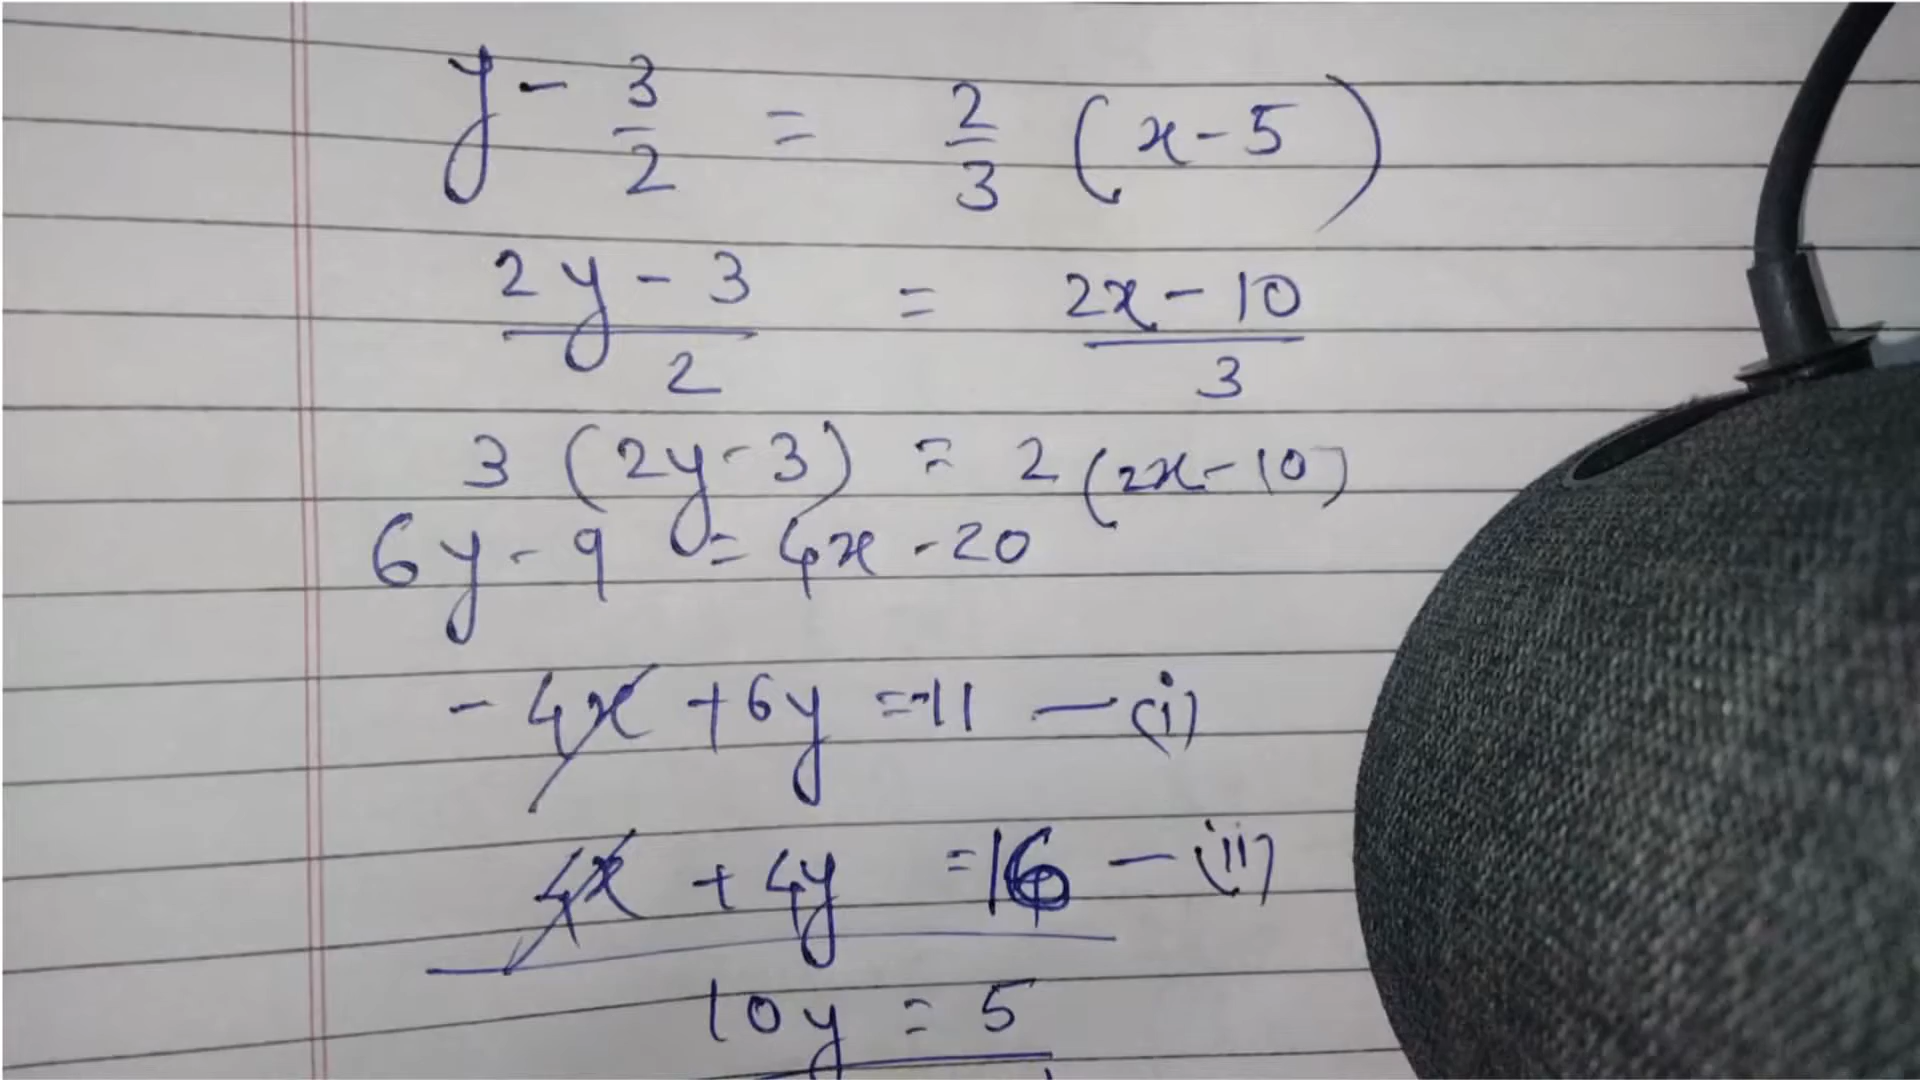 y - 3/2 = 2/3 (x - 5)
2y - 3/2 = 2x - 10/3
3 (2y - 3) = 2 (2x - 10)
6y - 9 = 4x - 20
- 4x + 6y = -11 — (i)
4x + 4y = 16 — (ii)
10y = 5